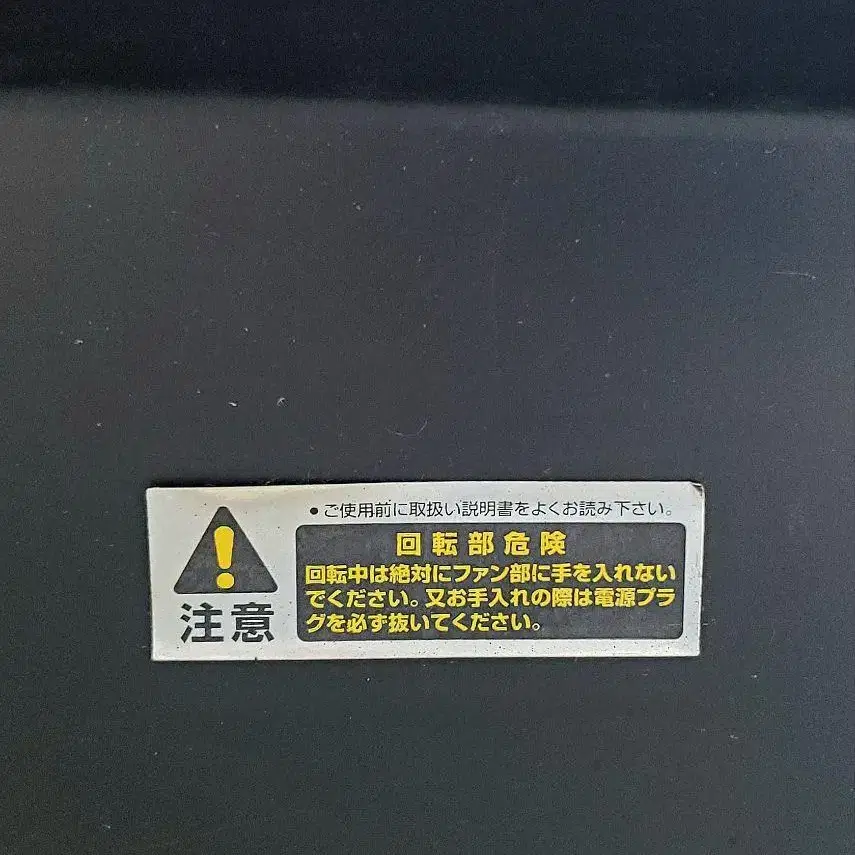 注意
•ご使用前に取扱い説明書をよくお読み下さい。
回転部危険
回転中は絶対にファン部に手を入れない
でください。又お手入れの際は電源プラ
グを必ず抜いてください。